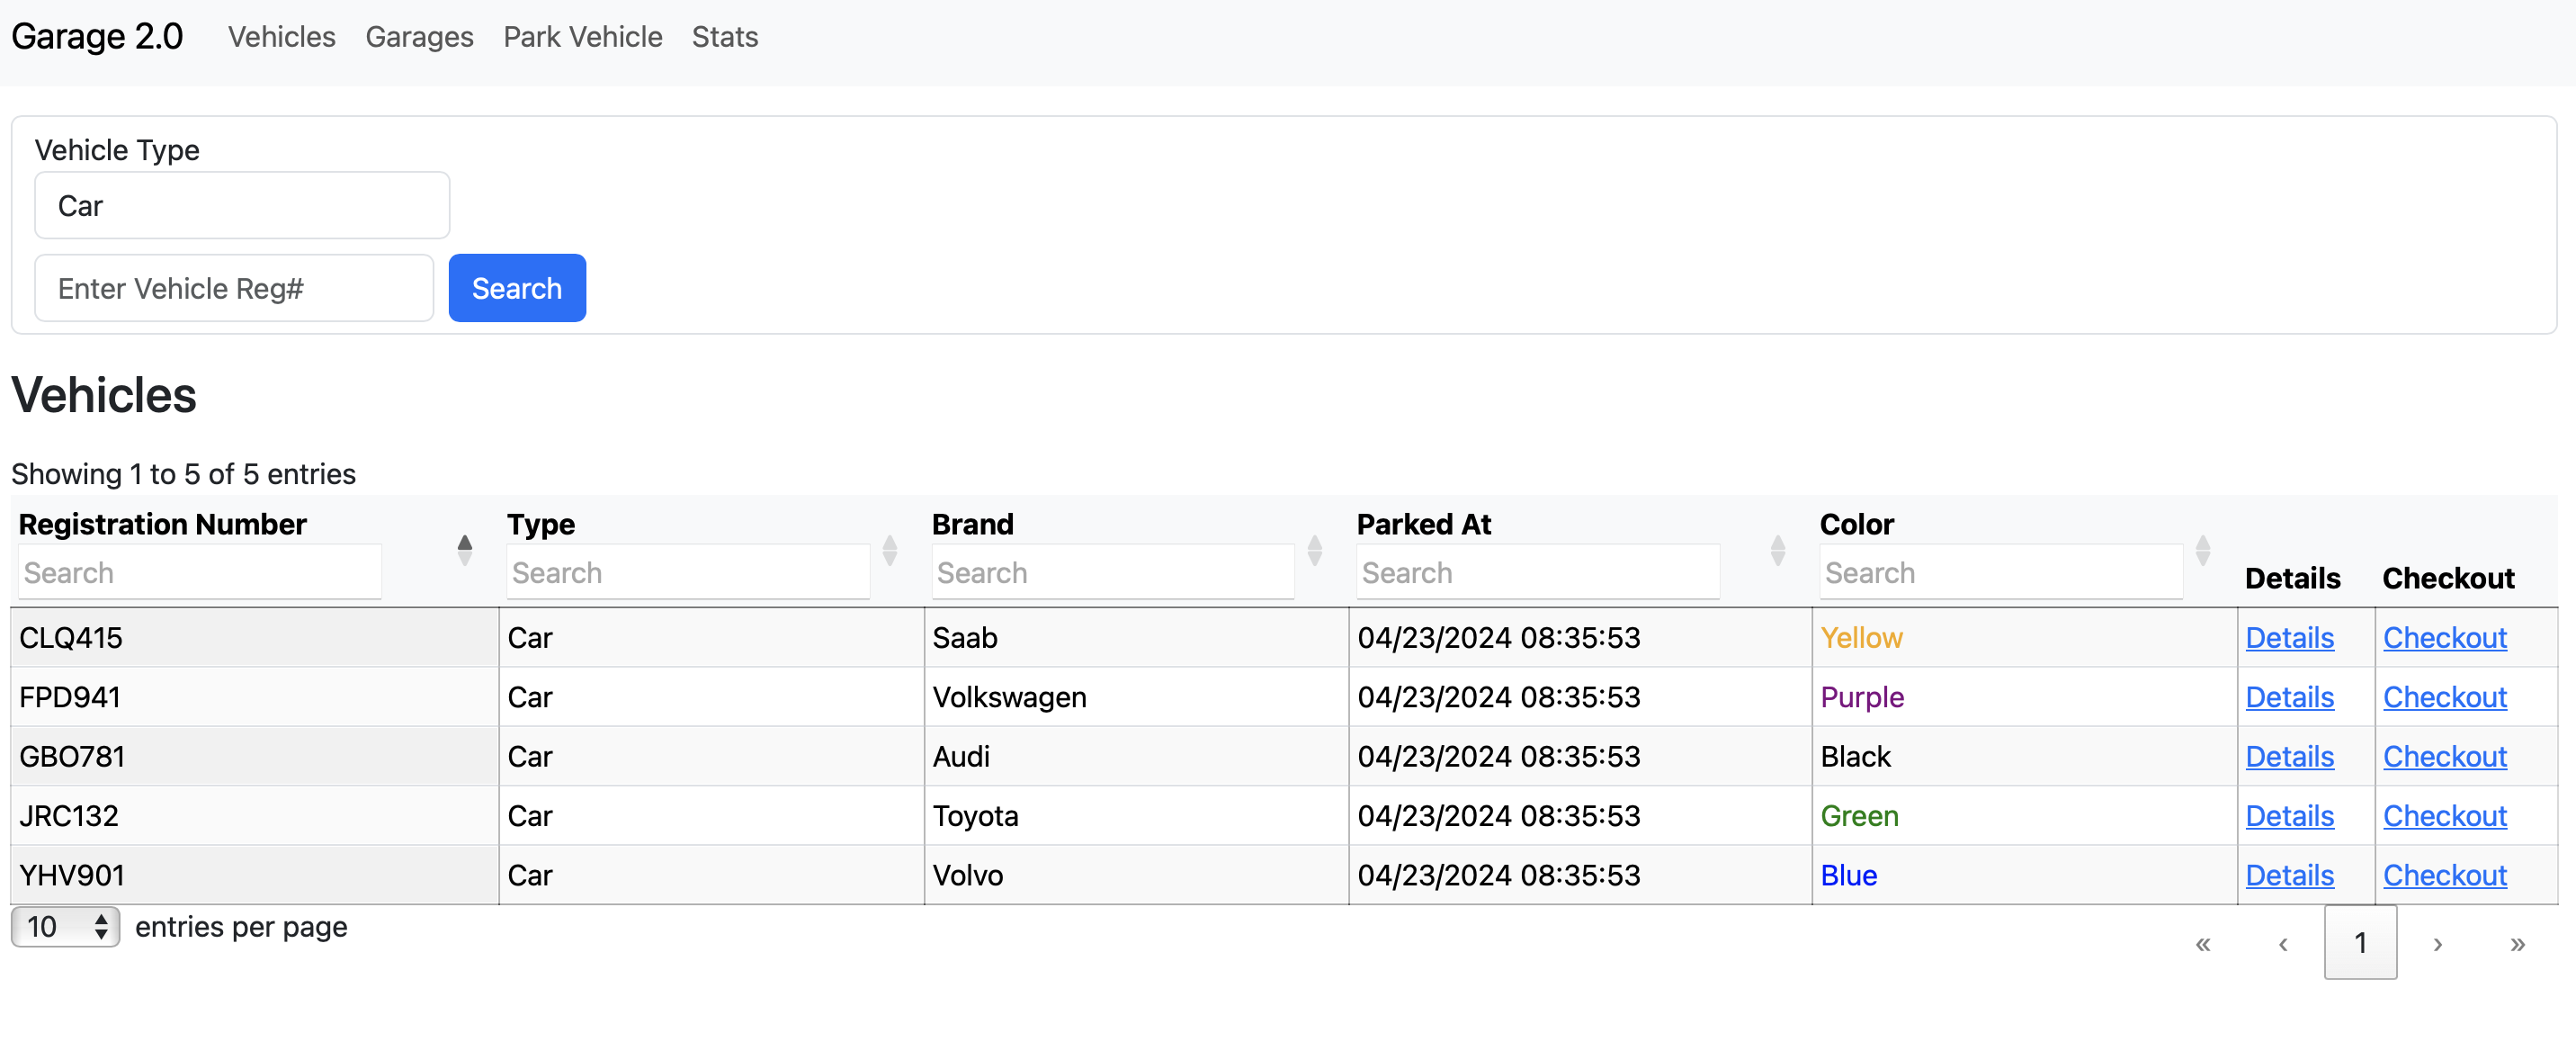 Garage 2.0 Vehicles Garages Park Vehicle Stats
Vehicle Type
Car
Enter Vehicle Reg# Search
Vehicles
Showing 1 to 5 of 5 entries
Registration Number Type Brand Parked At Color
Search Search Search Search Search Details Checkout
CLQ415 Car Saab 04/23/2024 08:35:53 Yellow Details Checkout
FPD941 Car Volkswagen 04/23/2024 08:35:53 Purple Details Checkout
GBO781 Car Audi 04/23/2024 08:35:53 Black Details Checkout
JRC132 Car Toyota 04/23/2024 08:35:53 Green Details Checkout
YHV901 Car Volvo 04/23/2024 08:35:53 Blue Details Checkout
10 entries per page
« ‹ 1 › »